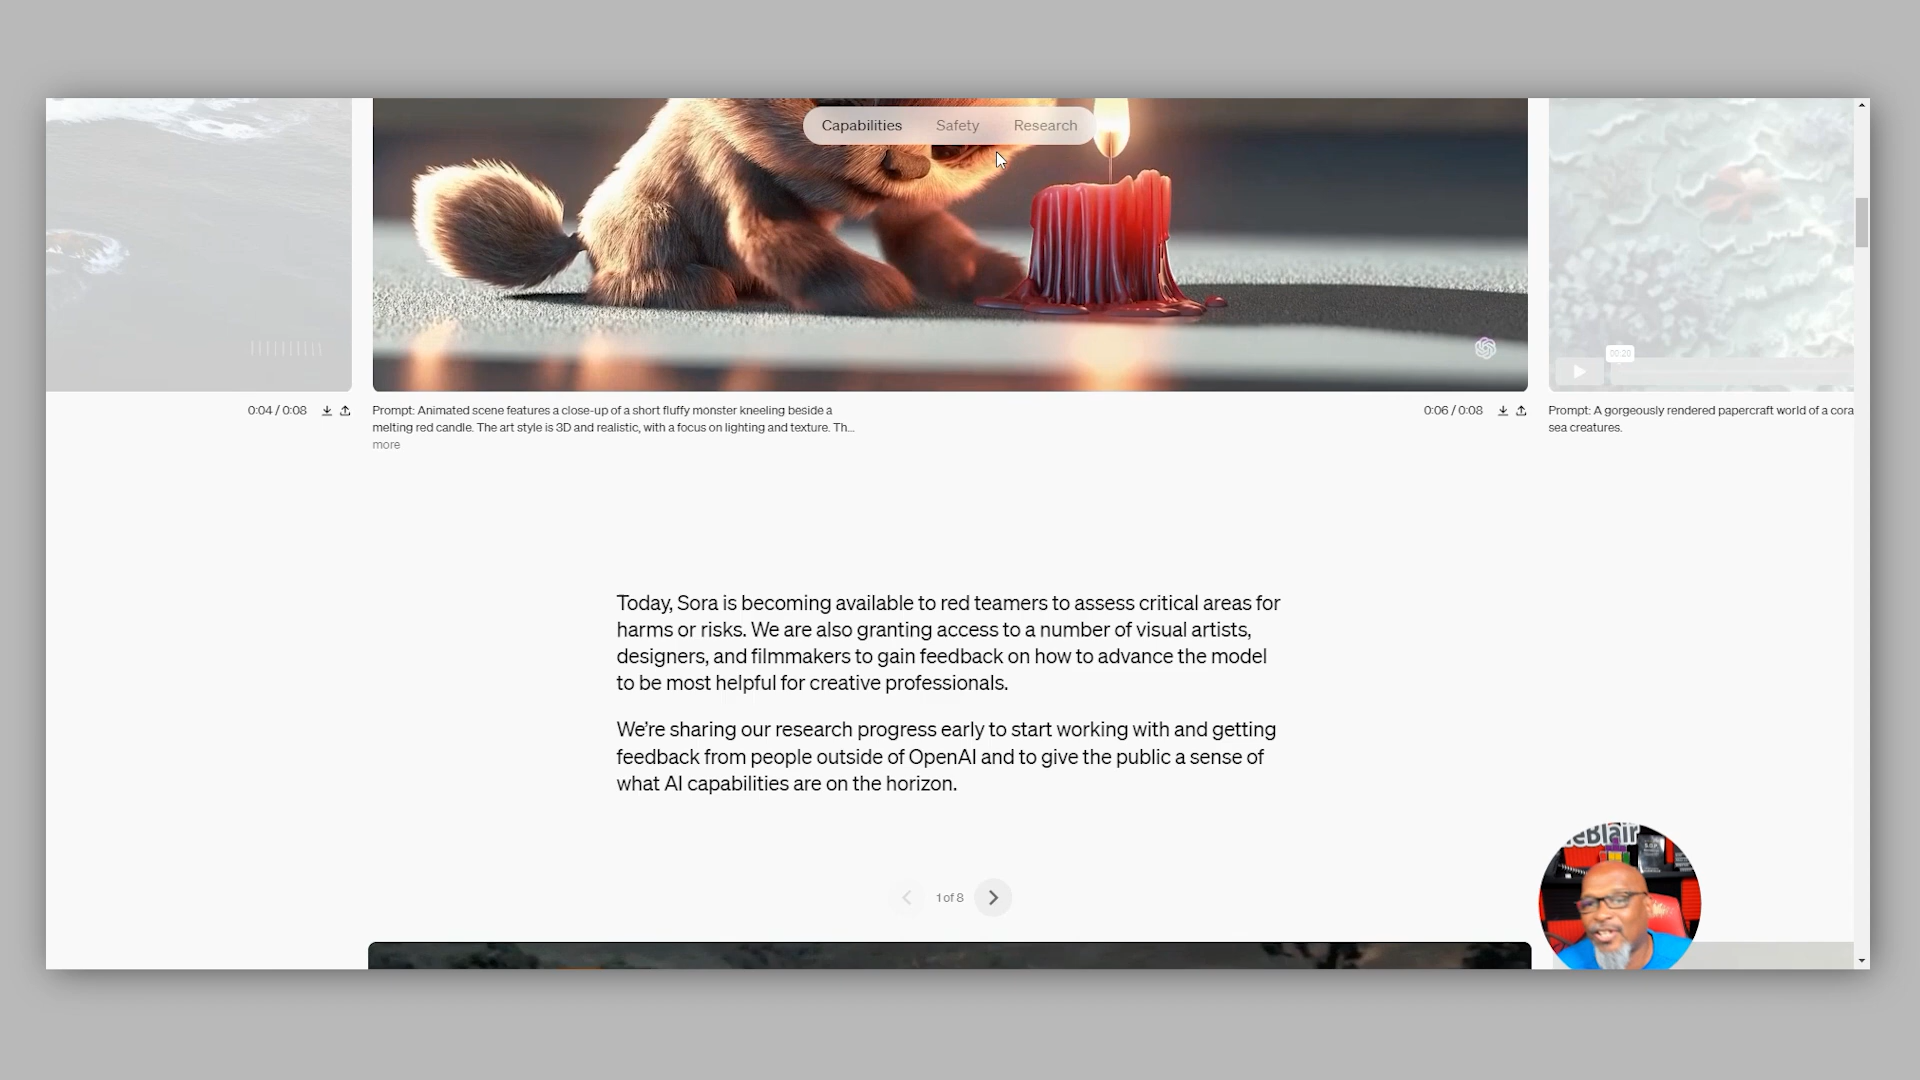 Capabilities Safety Research
00:20
0:04 / 0:08
Prompt: Animated scene features a close-up of a short fluffy monster kneeling beside a
melting red candle. The art style is 3D and realistic, with a focus on lighting and texture. Th...
more
0:06 / 0:08
Prompt: A gorgeously rendered papercraft world of a cora
sea creatures.
Today, Sora is becoming available to red teamers to assess critical areas for
harms or risks. We are also granting access to a number of visual artists,
designers, and filmmakers to gain feedback on how to advance the model
to be most helpful for creative professionals.
We’re sharing our research progress early to start working with and getting
feedback from people outside of OpenAI and to give the public a sense of
what AI capabilities are on the horizon.
eBlair
1 of 8